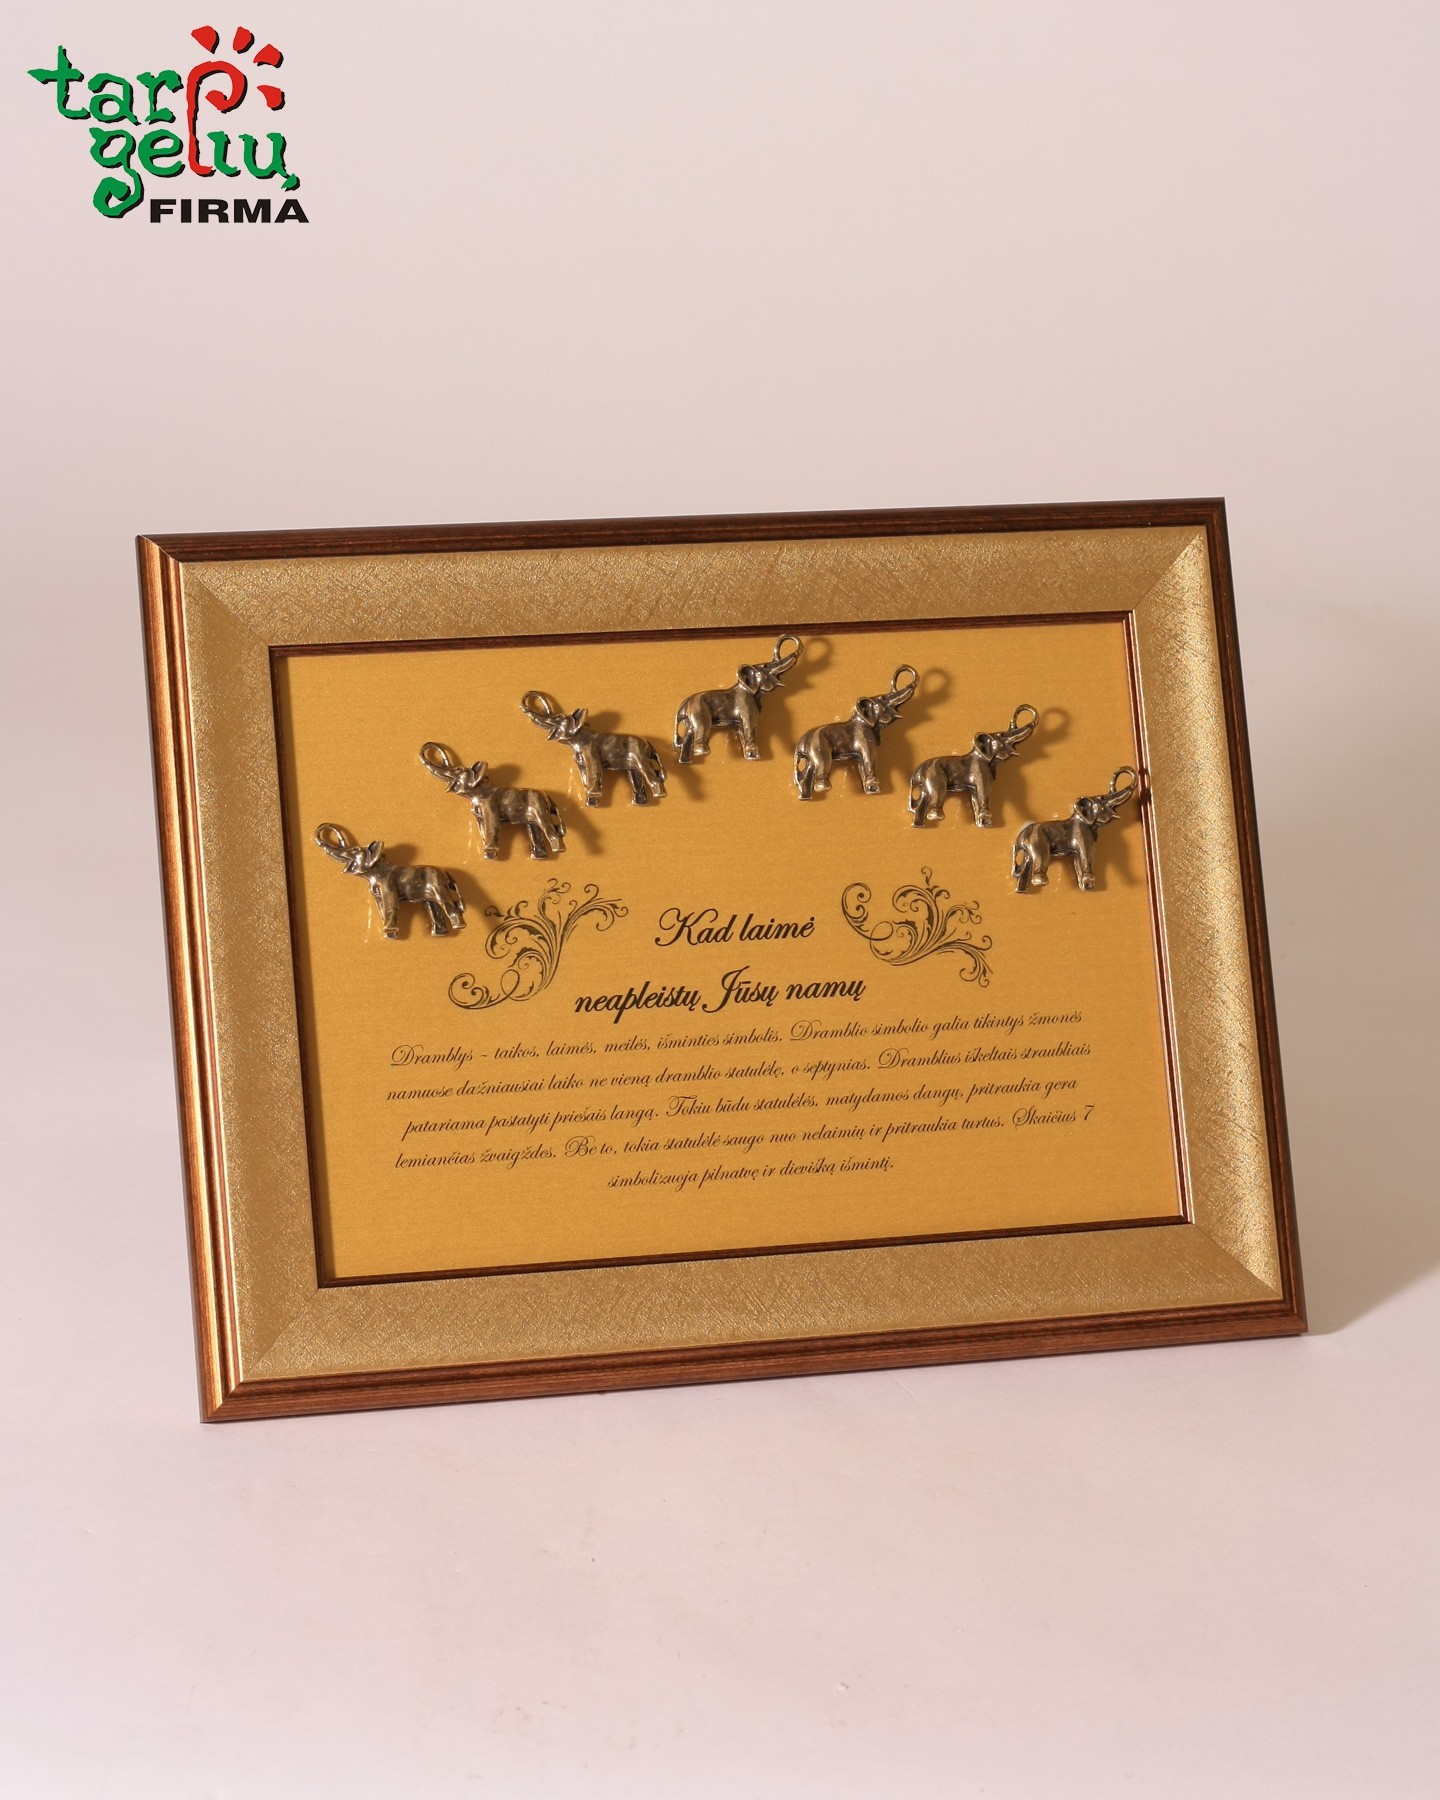 tarp
gelių
FIRMA
Kad laimė
neapleistų Jūsų namų
Dramblys - taikos, laimės, meilės, išminties simbolis. Dramblio simbolio galia tikintys žmonės
namuose dažniausiai laiko ne vieną dramblio statulėlę, o septynias. Dramblius iškeltais straubliais
patariama pastatyti priešais langą. Tokiu būdu statulėlės, matydamos dangų, pritraukia gera
lemiančias žvaigždes. Be to, tokia statulėlė saugo nuo nelaimių ir pritraukia turtus. Skaičius 7
simbolizuoja pilnatvę ir dievišką išmintį.